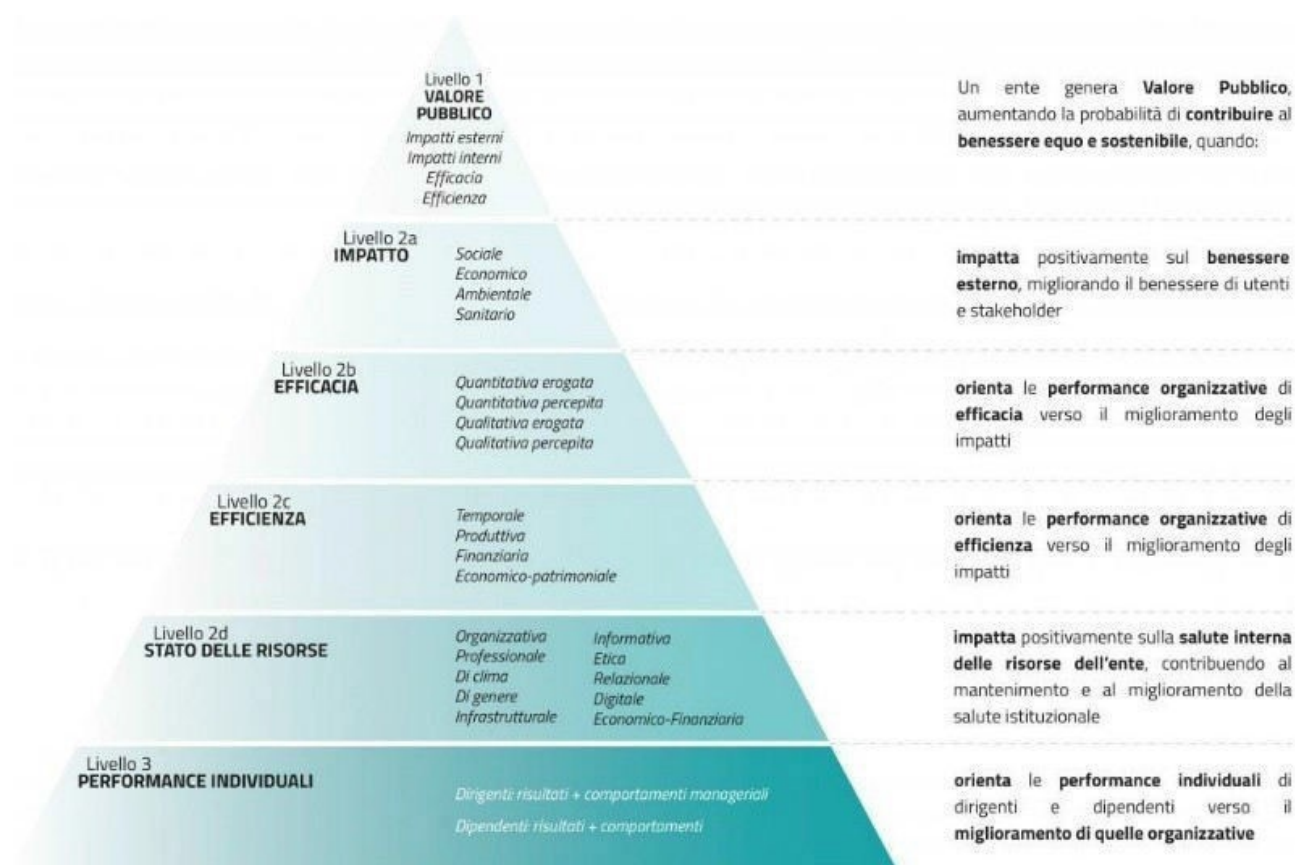 Livello 1
VALORE
PUBBLICO
Impatti esterni
Impatti interni
Efficacia
Efficienza
Un ente genera Valore Pubblico,
aumentando la probabilità di contribuire al
benessere equo e sostenibile, quando:
Livello 2a
IMPATTO
Sociale
Economico
Ambientale
Sanitario
impatta positivamente sul benessere
esterno, migliorando il benessere di utenti
e stakeholder
Livello 2b
EFFICACIA
Quantitativa erogata
Quantitativa percepita
Qualitativa erogata
Qualitativa percepita
orienta le performance organizzative di
efficacia verso il miglioramento degli
impatti
Livello 2c
EFFICIENZA
Temporale
Produttiva
Finanziaria
Economico-patrimoniale
orienta le performance organizzative di
efficienza verso il miglioramento degli
impatti
Livello 2d
STATO DELLE RISORSE
Organizzativa
Professionale
Di clima
Di genere
Infrastrutturale
Informativa
Etica
Relazionale
Digitale
Economico-Finanziaria
impatta positivamente sulla salute interna
delle risorse dell'ente, contribuendo al
mantenimento e al miglioramento della
salute istituzionale
Livello 3
PERFORMANCE INDIVIDUALI
Dirigenti: risultati + comportamenti manageriali
Dipendenti: risultati + comportamenti
orienta le performance individuali di
dirigenti e dipendenti verso il
miglioramento di quelle organizzative